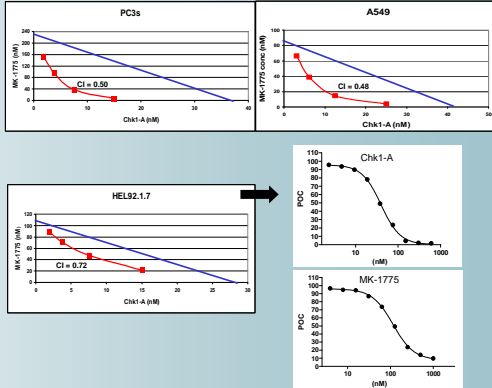 PC3s
MK-1775 (nM)
240
200
160
120
80
40
0
CI = 0.50
0 10 20 30 40
Chk1-A (nM)
A549
MK-1775 conc (nM)
100
80
60
40
20
0
CI = 0.48
0 10 20 30 40 50
Chk1-A (nM)
HEL92.1.7
MK-1775 (nM)
120
100
80
60
40
20
0
CI = 0.72
0 5 10 15 20 25 30
Chk1-A (nM)
Chk1-A
POC
110
100
90
80
70
60
50
40
30
20
10
0
10 100 1000
(nM)
MK-1775
POC
110
100
90
80
70
60
50
40
30
20
10
0
10 100 1000
(nM)